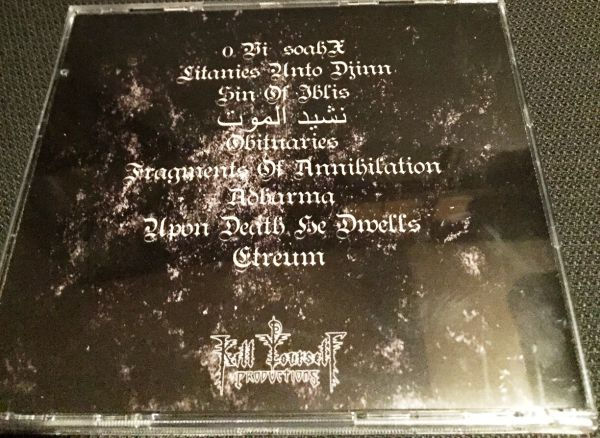 0. Bi soahX
Litanies Unto Djinn
Sin Of Iblis
نشيد الموت
Obituaries
Fragments Of Annihilation
Adharma
Upon Death He Dwells
Etreum
Kill Yourself
PRODUCTIONS